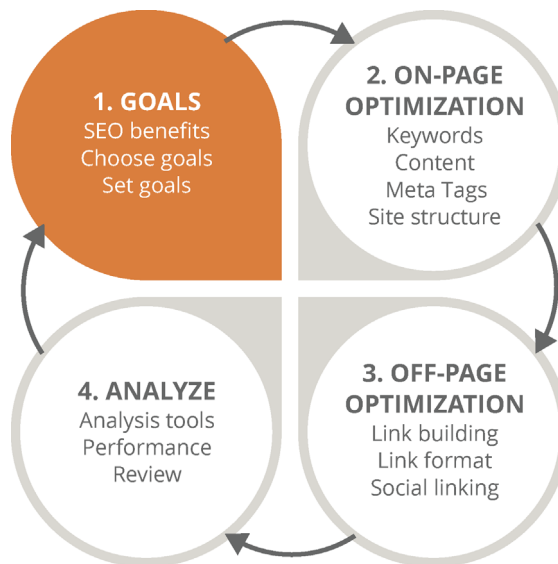 1. GOALS
SEO benefits
Choose goals
Set goals
2. ON-PAGE
OPTIMIZATION
Keywords
Content
Meta Tags
Site structure
3. OFF-PAGE
OPTIMIZATION
Link building
Link format
Social linking
4. ANALYZE
Analysis tools
Performance
Review